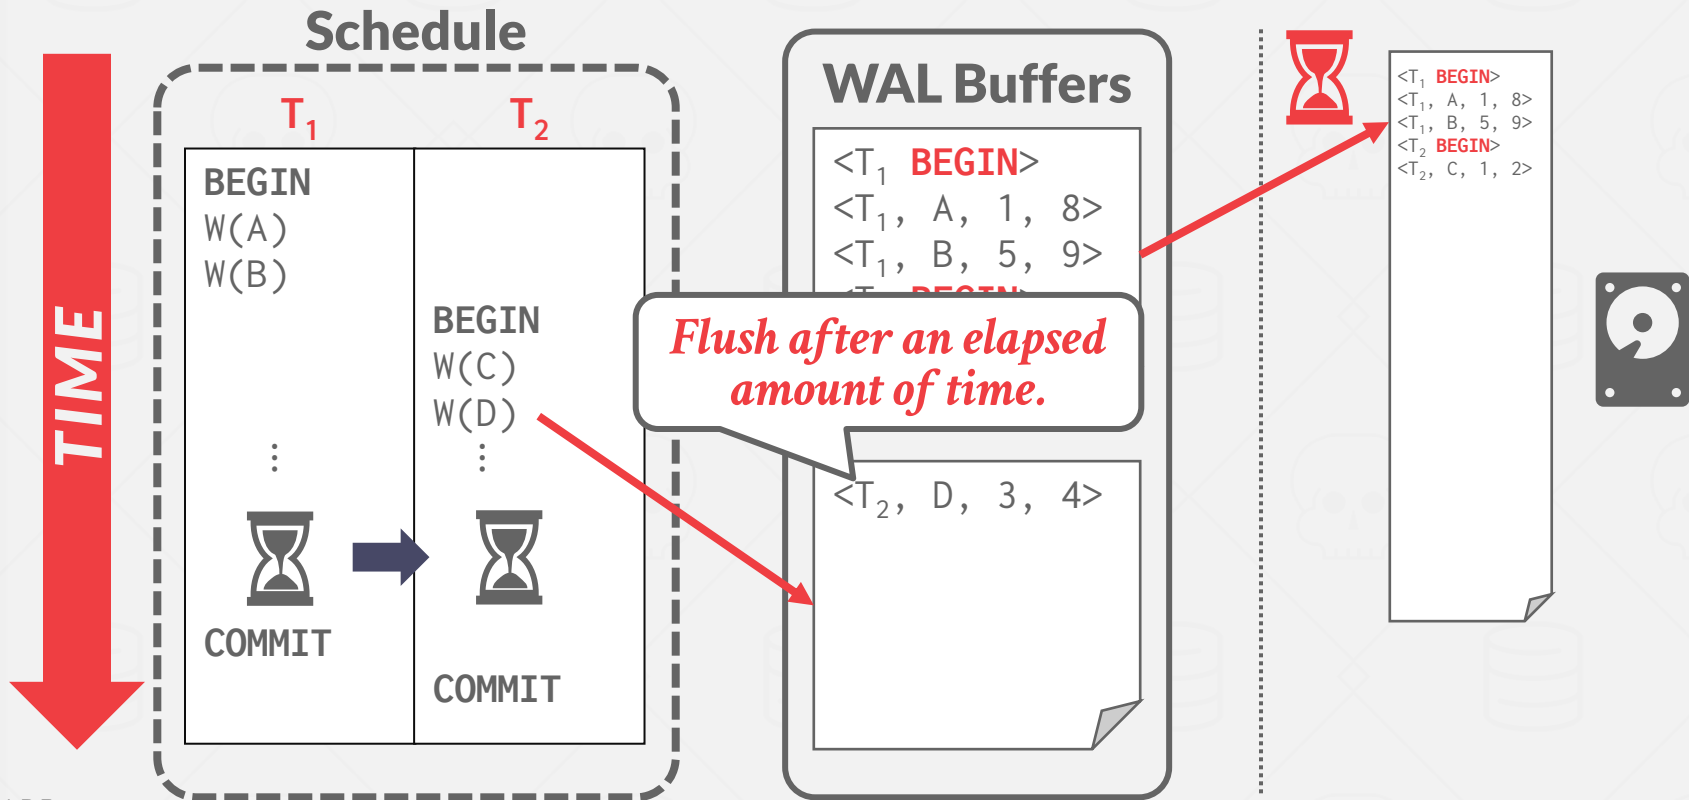 Schedule
TIME
T1
T2
BEGIN
W(A)
W(B)
⋮
COMMIT
BEGIN
W(C)
W(D)
⋮
COMMIT
WAL Buffers
<T1 BEGIN>
<T1, A, 1, 8>
<T1, B, 5, 9>
Flush after an elapsed
amount of time.
<T2, D, 3, 4>
<T1 BEGIN>
<T1, A, 1, 8>
<T1, B, 5, 9>
<T2 BEGIN>
<T2, C, 1, 2>